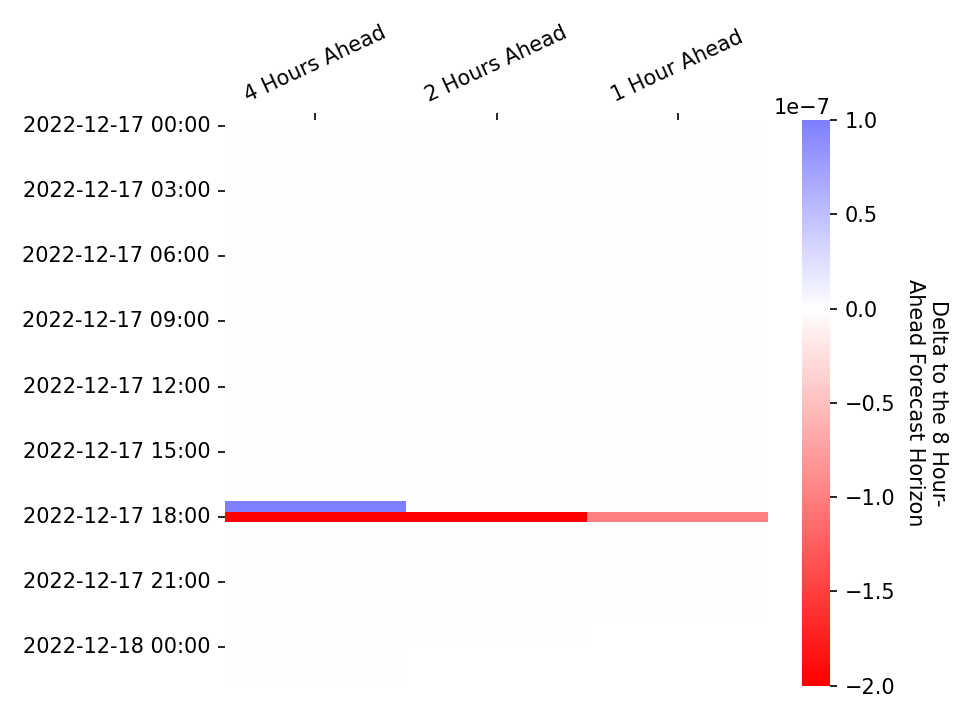 4 Hours Ahead
2 Hours Ahead
1 Hour Ahead
2022-12-17 00:00
2022-12-17 03:00
2022-12-17 06:00
2022-12-17 09:00
2022-12-17 12:00
2022-12-17 15:00
2022-12-17 18:00
2022-12-17 21:00
2022-12-18 00:00
1e−7
1.0
0.5
0.0
−0.5
−1.0
−1.5
−2.0
Delta to the 8 Hour-
Ahead Forecast Horizon